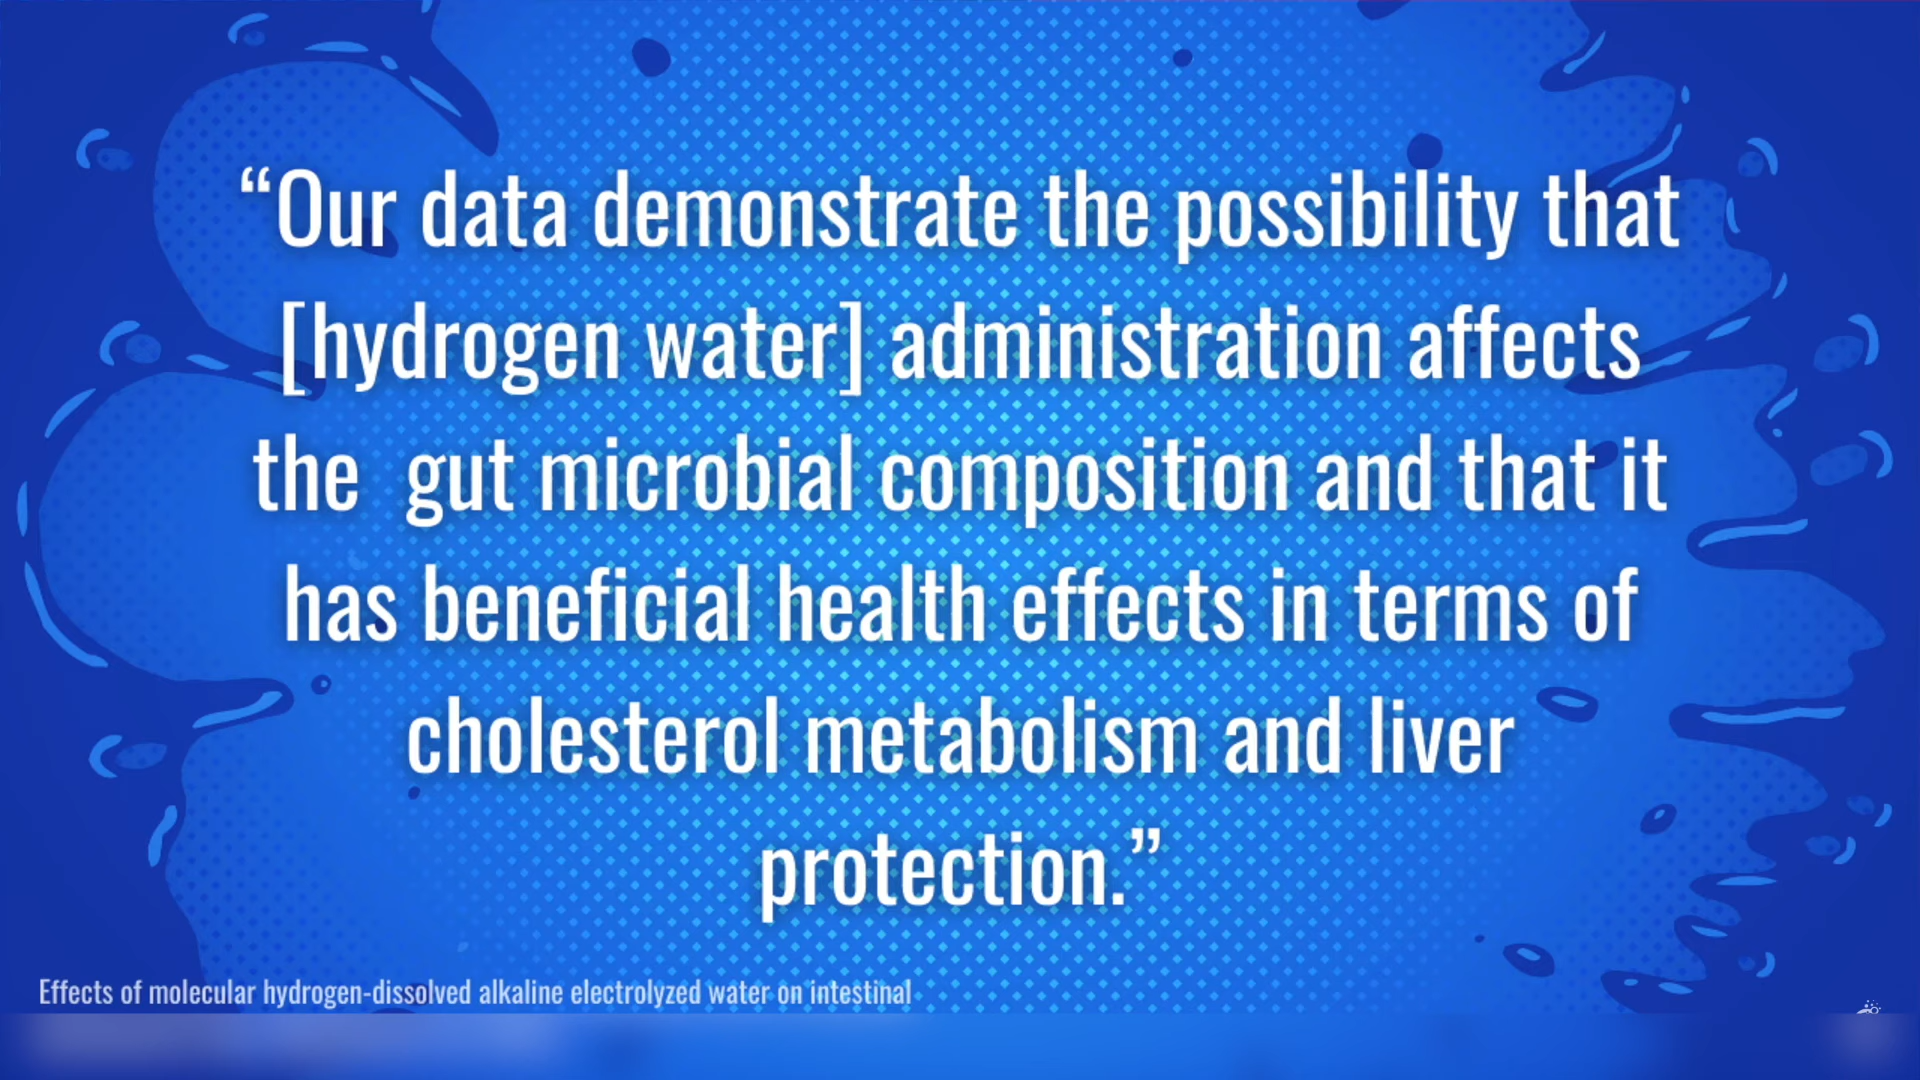 “Our data demonstrate the possibility that
[hydrogen water] administration affects
the gut microbial composition and that it
has beneficial health effects in terms of
cholesterol metabolism and liver
protection.”
Effects of molecular hydrogen-dissolved alkaline electrolyzed water on intestinal